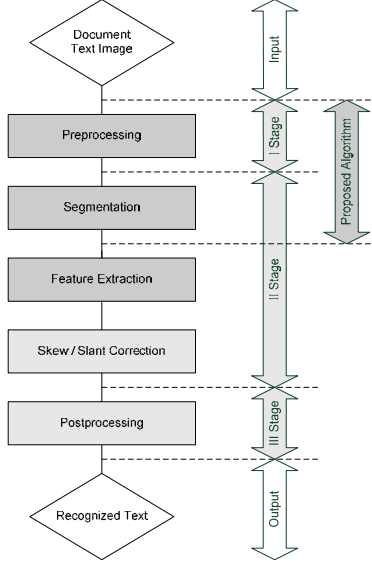 Document
Text Image
Input
Preprocessing
I Stage
Proposed Algorithm
Segmentation
Feature Extraction
II Stage
Skew / Slant Correction
Postprocessing
III Stage
Recognized Text
Output